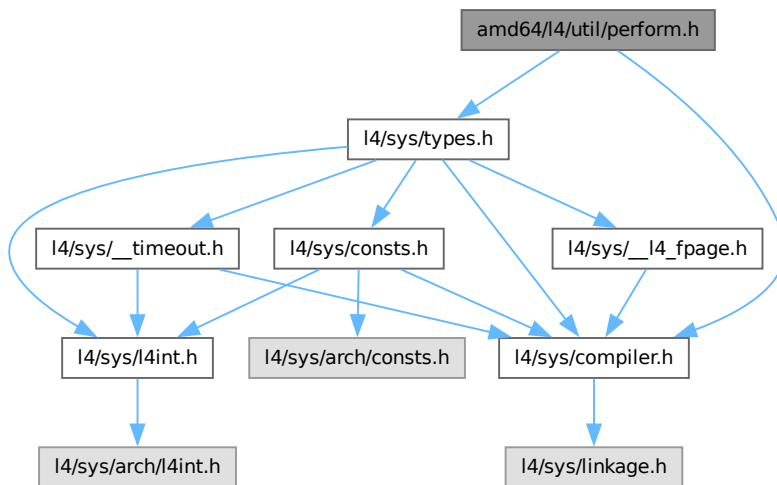 amd64/l4/util/perform.h
l4/sys/types.h
l4/sys/__timeout.h
l4/sys/consts.h
l4/sys/__l4_fpage.h
l4/sys/l4int.h
l4/sys/arch/consts.h
l4/sys/compiler.h
l4/sys/arch/l4int.h
l4/sys/linkage.h